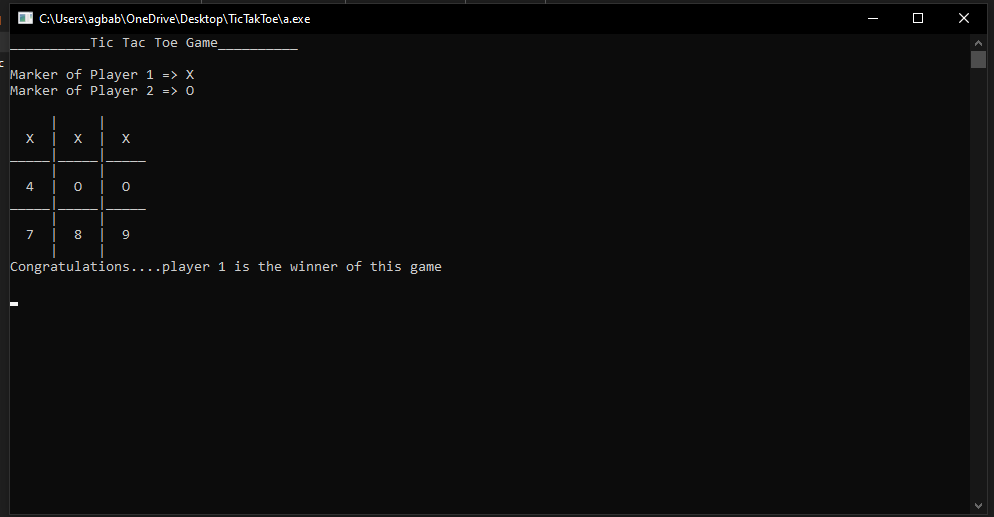 C:\Users\agbab\OneDrive\Desktop\TicTakToe\a.exe
__________Tic Tac Toe Game__________
Marker of Player 1 => X
Marker of Player 2 => O
     |     |
  X  |  X  |  X
_____|_____|_____
     |     |
  4  |  O  |  O
_____|_____|_____
     |     |
  7  |  8  |  9
     |     |
Congratulations....player 1 is the winner of this game